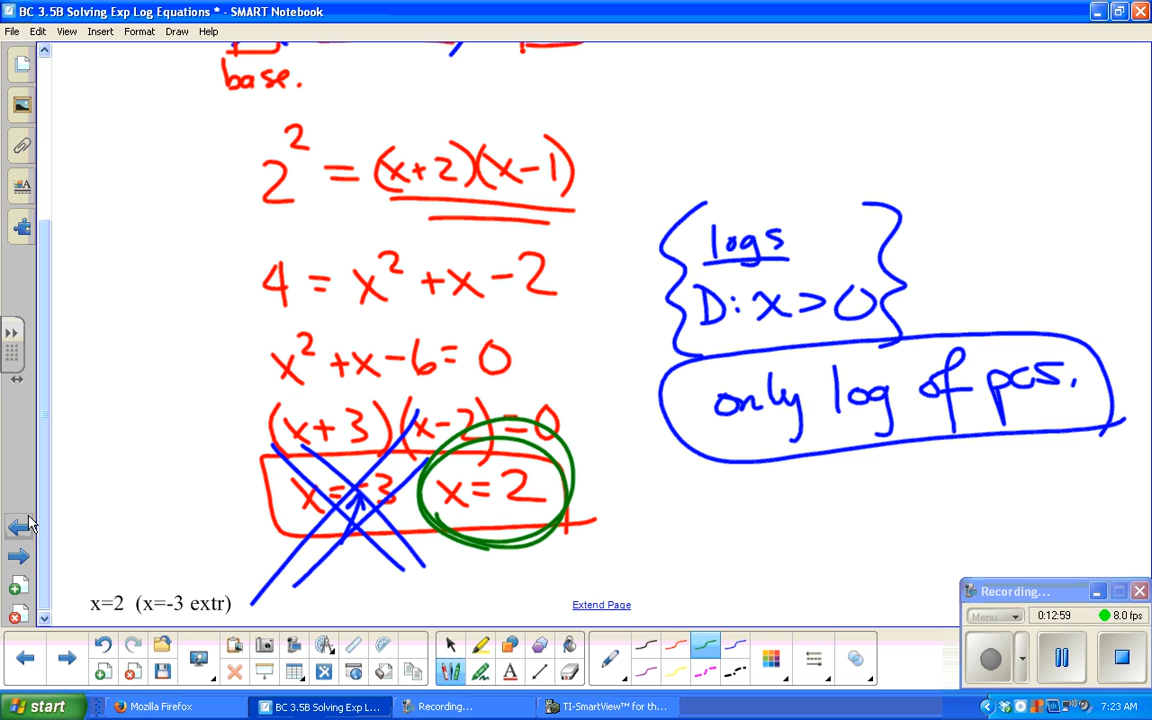 BC 3.5B Solving Exp Log Equations * - SMART Notebook
File Edit View Insert Format Draw Help
base.
2² = (x+2)(x-1)
4 = x² + x - 2
x² + x - 6 = 0
(x+3)(x-2) = 0
x = -3 x = 2
logs
D: x > 0
only log of pos.
x=2 (x=-3 extr)
Extend Page
Recording...
Menu 0:12:59 8.0 fps
start Mozilla Firefox BC 3.5B Solving Exp L... Recording... TI-SmartView™ for th... 7:23 AM